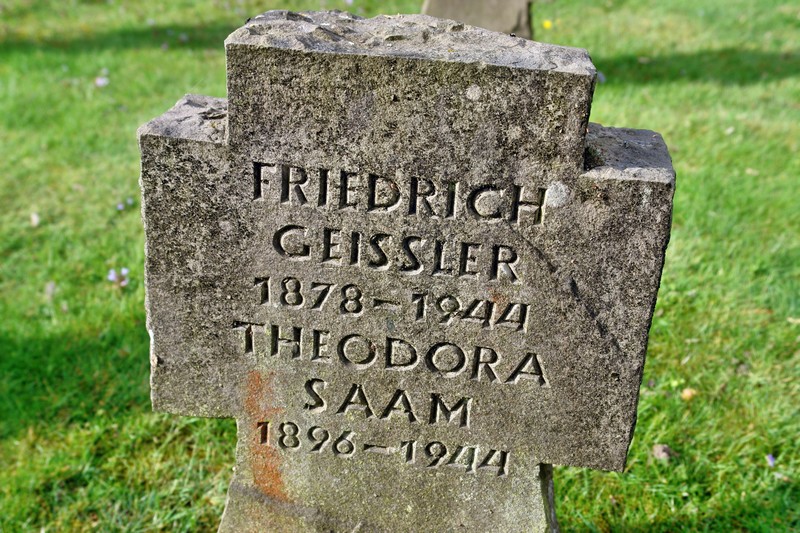 FRIEDRICH
GEISSLER
1878–1944
THEODORA
SAAM
1896–1944